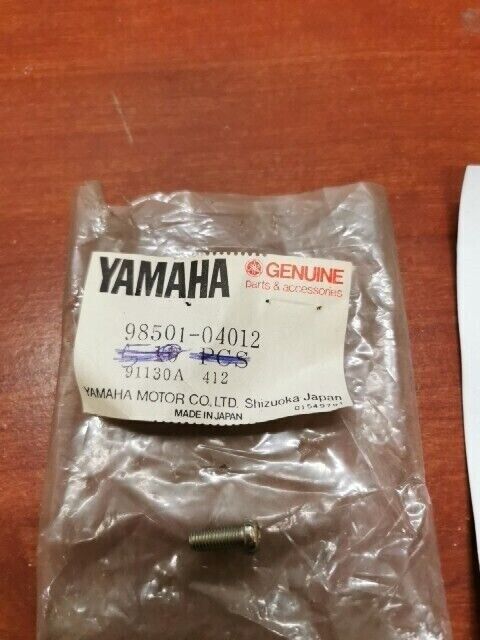 YAMAHA GENUINE
parts & accessories
98501-04012
PCS
91130A 412
YAMAHA MOTOR CO., LTD Shizuoka Japan
MADE IN JAPAN